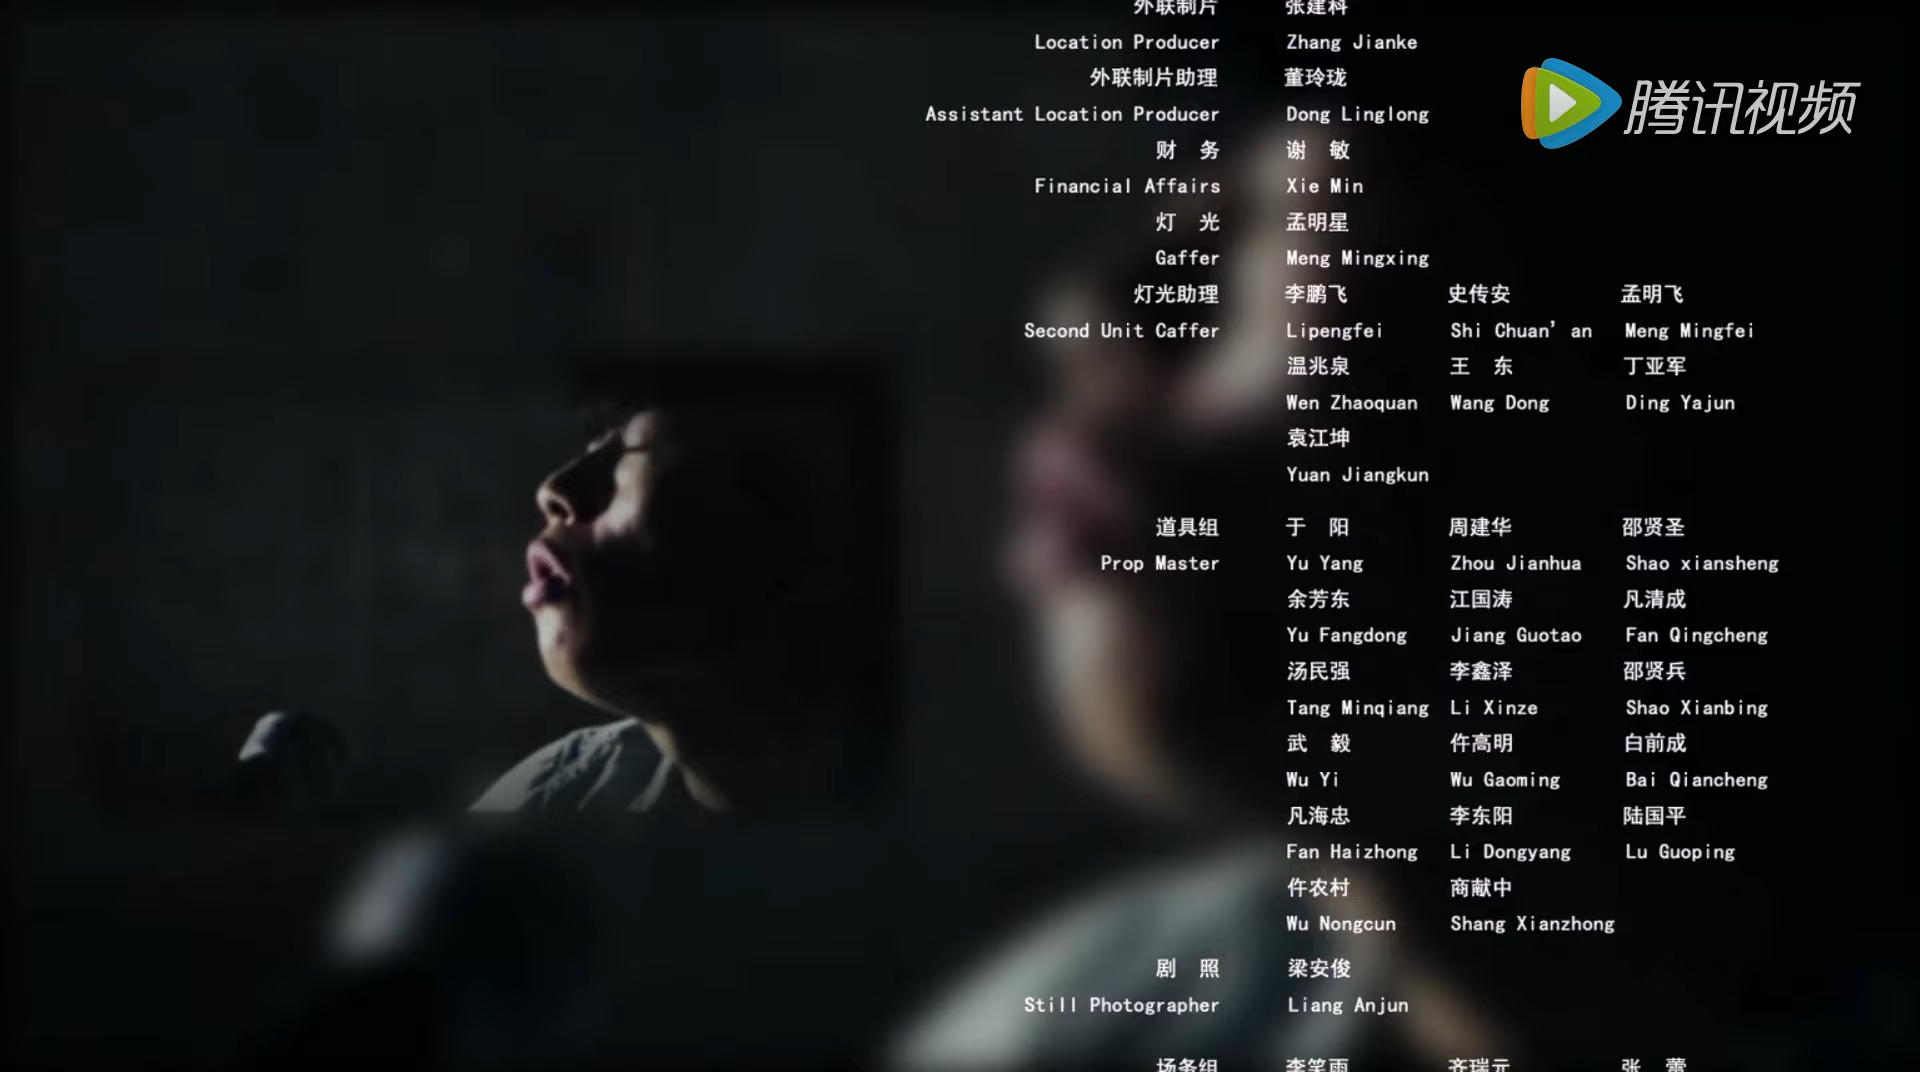 外联制片 张建科
Location Producer Zhang Jianke
腾讯视频
外联制片助理 董玲珑
Assistant Location Producer Dong Linglong
财 务 谢 敏
Financial Affairs Xie Min
灯 光 孟明星
Gaffer Meng Mingxing
灯光助理 李鹏飞 史传安 孟明飞
Second Unit Caffer Lipengfei Shi Chuan’an Meng Mingfei
温兆泉 王 东 丁亚军
Wen Zhaoquan Wang Dong Ding Yajun
袁江坤
Yuan Jiangkun
道具组 于 阳 周建华 邵贤圣
Prop Master Yu Yang Zhou Jianhua Shao xiansheng
余芳东 江国涛 凡清成
Yu Fangdong Jiang Guotao Fan Qingcheng
汤民强 李鑫泽 邵贤兵
Tang Minqiang Li Xinze Shao Xianbing
武 毅 仵高明 白前成
Wu Yi Wu Gaoming Bai Qiancheng
凡海忠 李东阳 陆国平
Fan Haizhong Li Dongyang Lu Guoping
仵农村 商献中
Wu Nongcun Shang Xianzhong
剧 照 梁安俊
Still Photographer Liang Anjun
场务组 李笑雨 齐瑞元 张 蕾